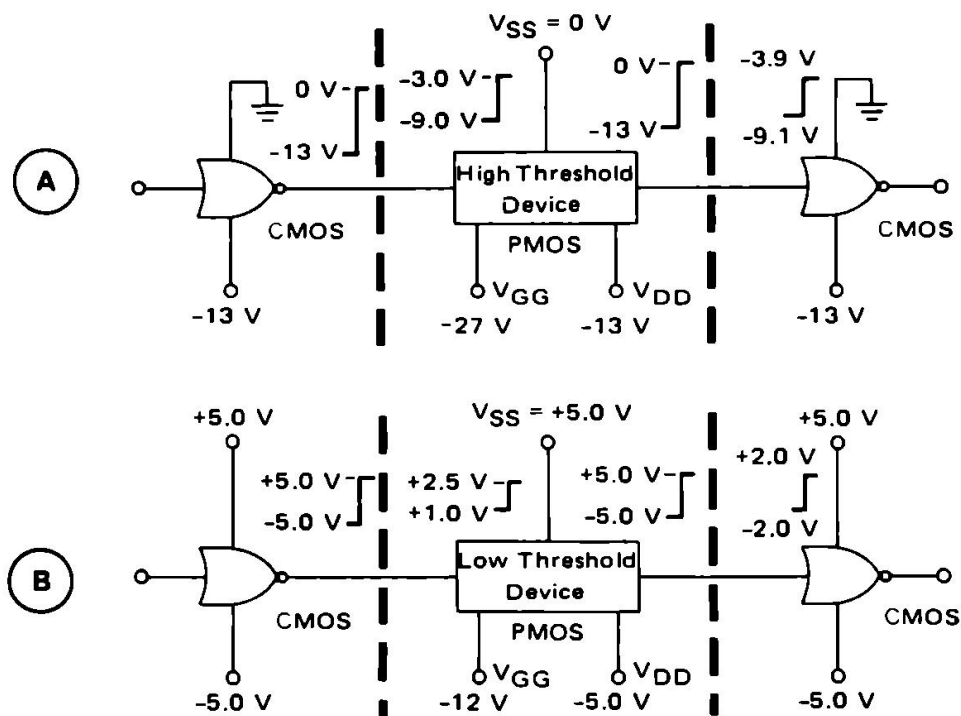 V_SS = 0 V
0 V
-13 V
-3.0 V
-9.0 V
0 V
-13 V
-3.9 V
-9.1 V
A
High Threshold
Device
CMOS
PMOS
CMOS
-13 V
V_GG
-27 V
V_DD
-13 V
-13 V
+5.0 V
V_SS = +5.0 V
+5.0 V
+5.0 V
-5.0 V
+2.5 V
+1.0 V
+5.0 V
-5.0 V
+2.0 V
-2.0 V
B
Low Threshold
Device
CMOS
PMOS
CMOS
-5.0 V
V_GG
-12 V
V_DD
-5.0 V
-5.0 V